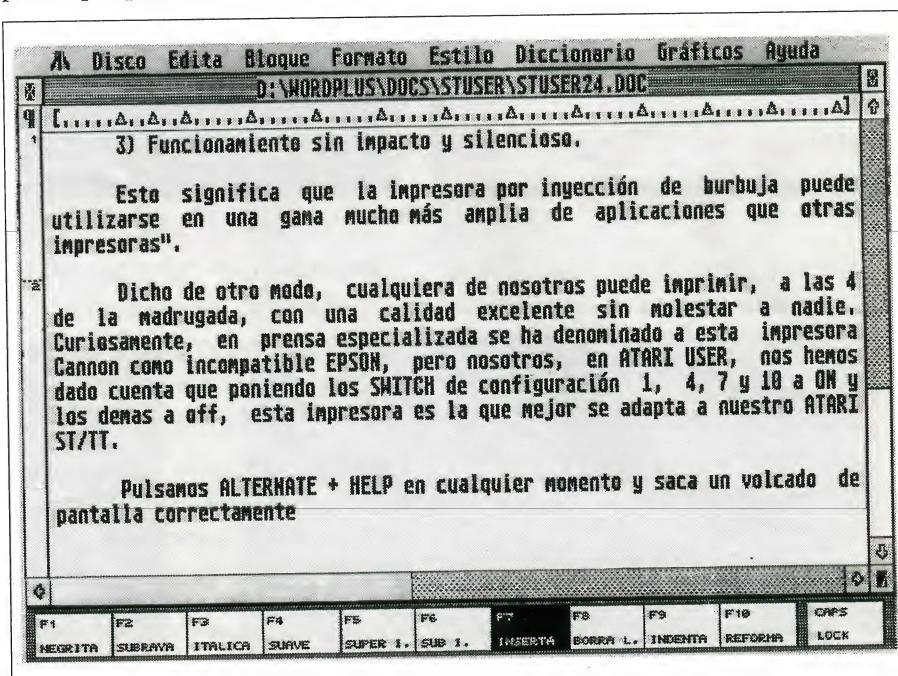 Disco Edita Bloque Formato Estilo Diccionario Gráficos Ayuda
D:\WORDPLUS\DOCS\STUSER\STUSER24.DOC
3) Funcionamiento sin impacto y silencioso.
Esto significa que la impresora por inyección de burbuja puede
utilizarse en una gama mucho más amplia de aplicaciones que otras
impresoras".
Dicho de otro modo, cualquiera de nosotros puede imprimir, a las 4
de la madrugada, con una calidad excelente sin molestar a nadie.
Curiosamente, en prensa especializada se ha denominado a esta impresora
Cannon como incompatible EPSON, pero nosotros, en ATARI USER, nos hemos
dado cuenta que poniendo los SWITCH de configuración 1, 4, 7 y 10 a ON y
los demas a off, esta impresora es la que mejor se adapta a nuestro ATARI
ST/TT.
Pulsamos ALTERNATE + HELP en cualquier momento y saca un volcado de
pantalla correctamente
F1 F2 F3 F4 F5 F6 F7 F8 F9 F10 CAPS
NEGRITA SUBRAYA ITALICA SUAVE SUPER I. SUB I. INSERTA BORRA L. INDENTA REFORMA LOCK